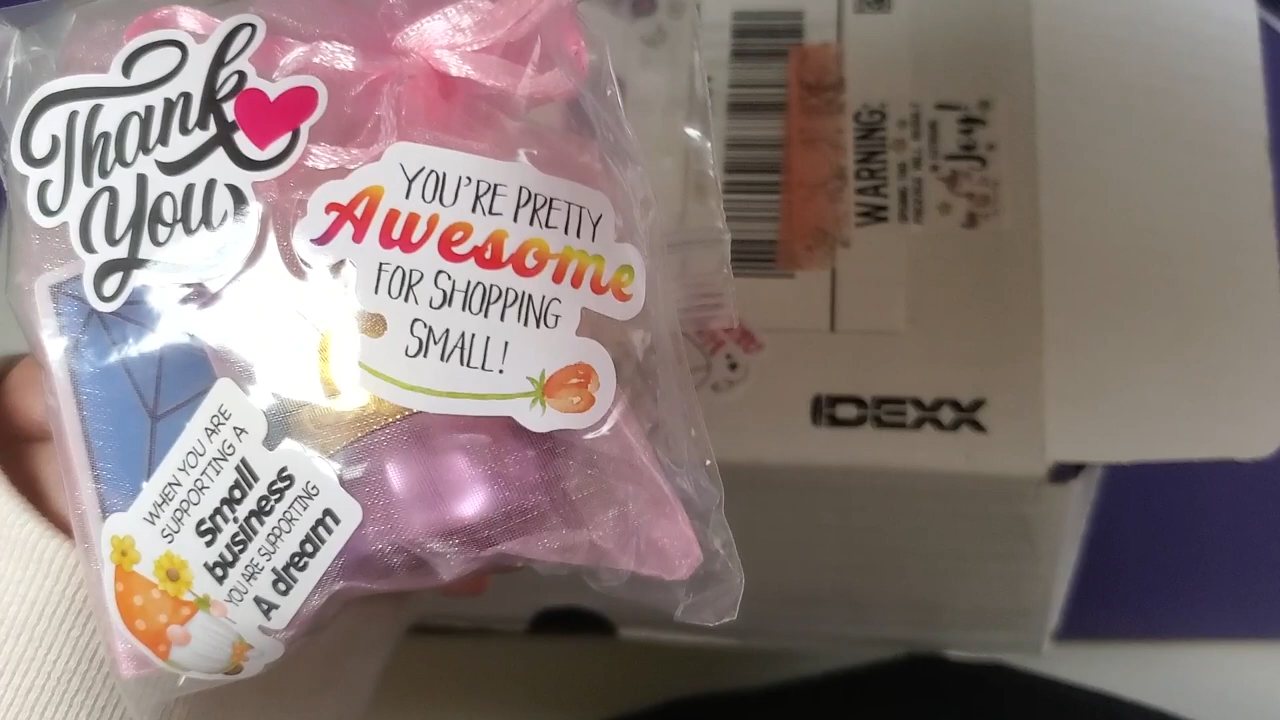 Thank
You
YOU'RE PRETTY
Awesome
FOR SHOPPING
SMALL!
WHEN YOU ARE
SUPPORTING A
Small
business
YOU ARE SUPPORTING
A dream
WARNING:
Joy!
IDEXX